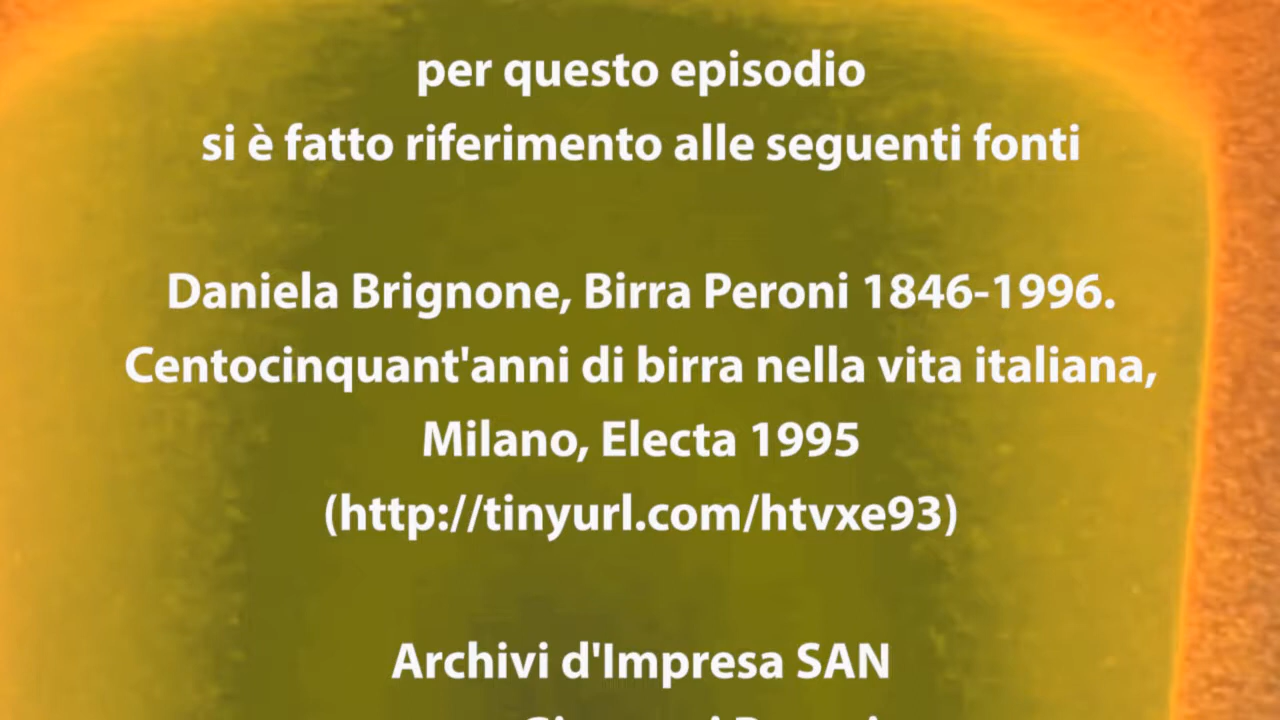 per questo episodio
si è fatto riferimento alle seguenti fonti
Daniela Brignone, Birra Peroni 1846-1996.
Centocinquant'anni di birra nella vita italiana,
Milano, Electa 1995
(http://tinyurl.com/htvxe93)
Archivi d'Impresa SAN